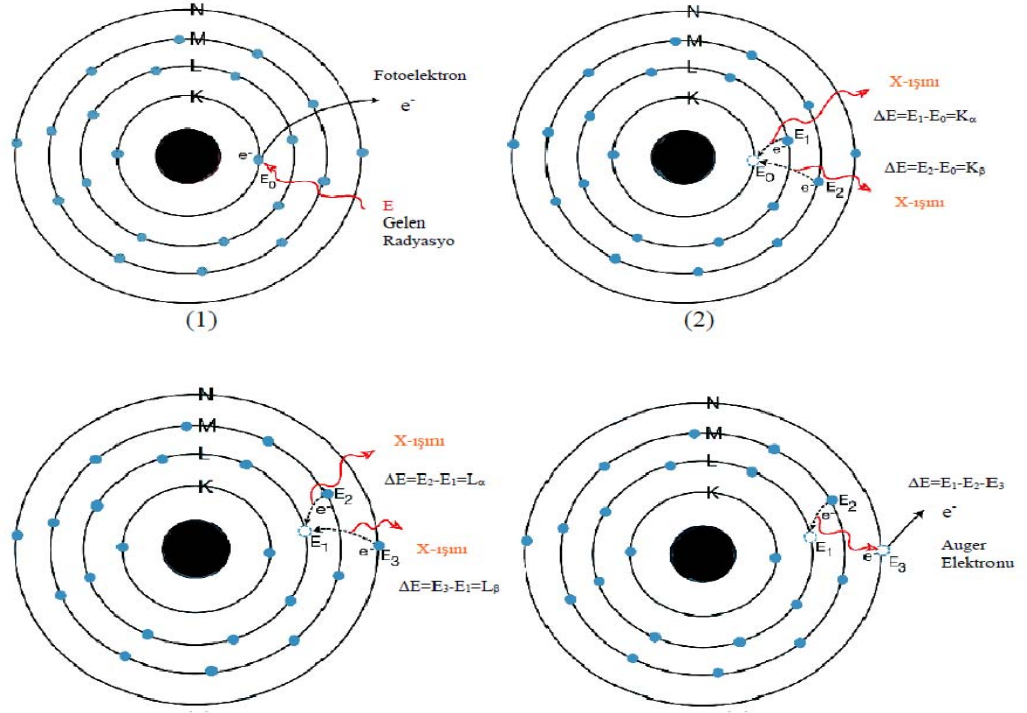 N
M
L
K
Fotoelektron
e⁻
e⁻
E₀
E
Gelen
Radyasyo
(1)
N
M
L
K
X-ışını
ΔE=E₁-E₀=Kα
E₁
e⁻
E₀
ΔE=E₂-E₀=Kβ
e⁻
E₂
X-ışını
(2)
N
M
L
K
X-ışını
ΔE=E₂-E₁=Lα
E₂
e⁻
E₁
e⁻
E₃
X-ışını
ΔE=E₃-E₁=Lβ
N
M
L
K
ΔE=E₁-E₂-E₃
e⁻
E₂
e⁻
E₁
e⁻
E₃
Auger
Elektronu